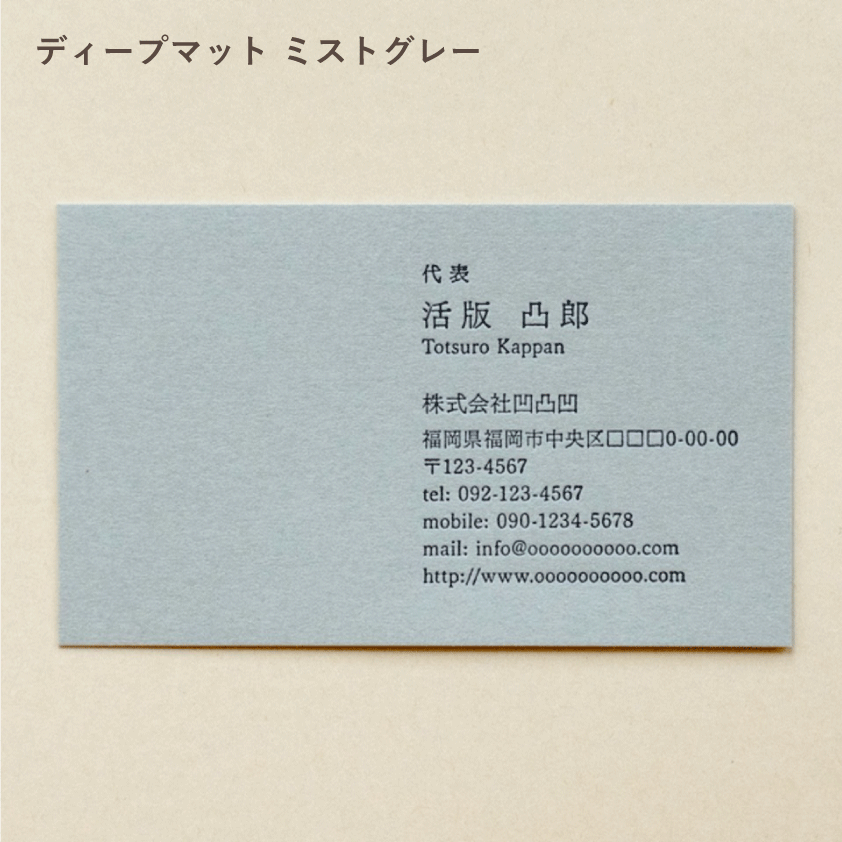 ディープマット ミストグレー
代表
活版 凸郎
Totsuro Kappan
株式会社凹凸凹
福岡県福岡市中央区□□□0-00-00
〒123-4567
tel: 092-123-4567
mobile: 090-1234-5678
mail: info@oooooooooo.com
http://www.oooooooooo.com